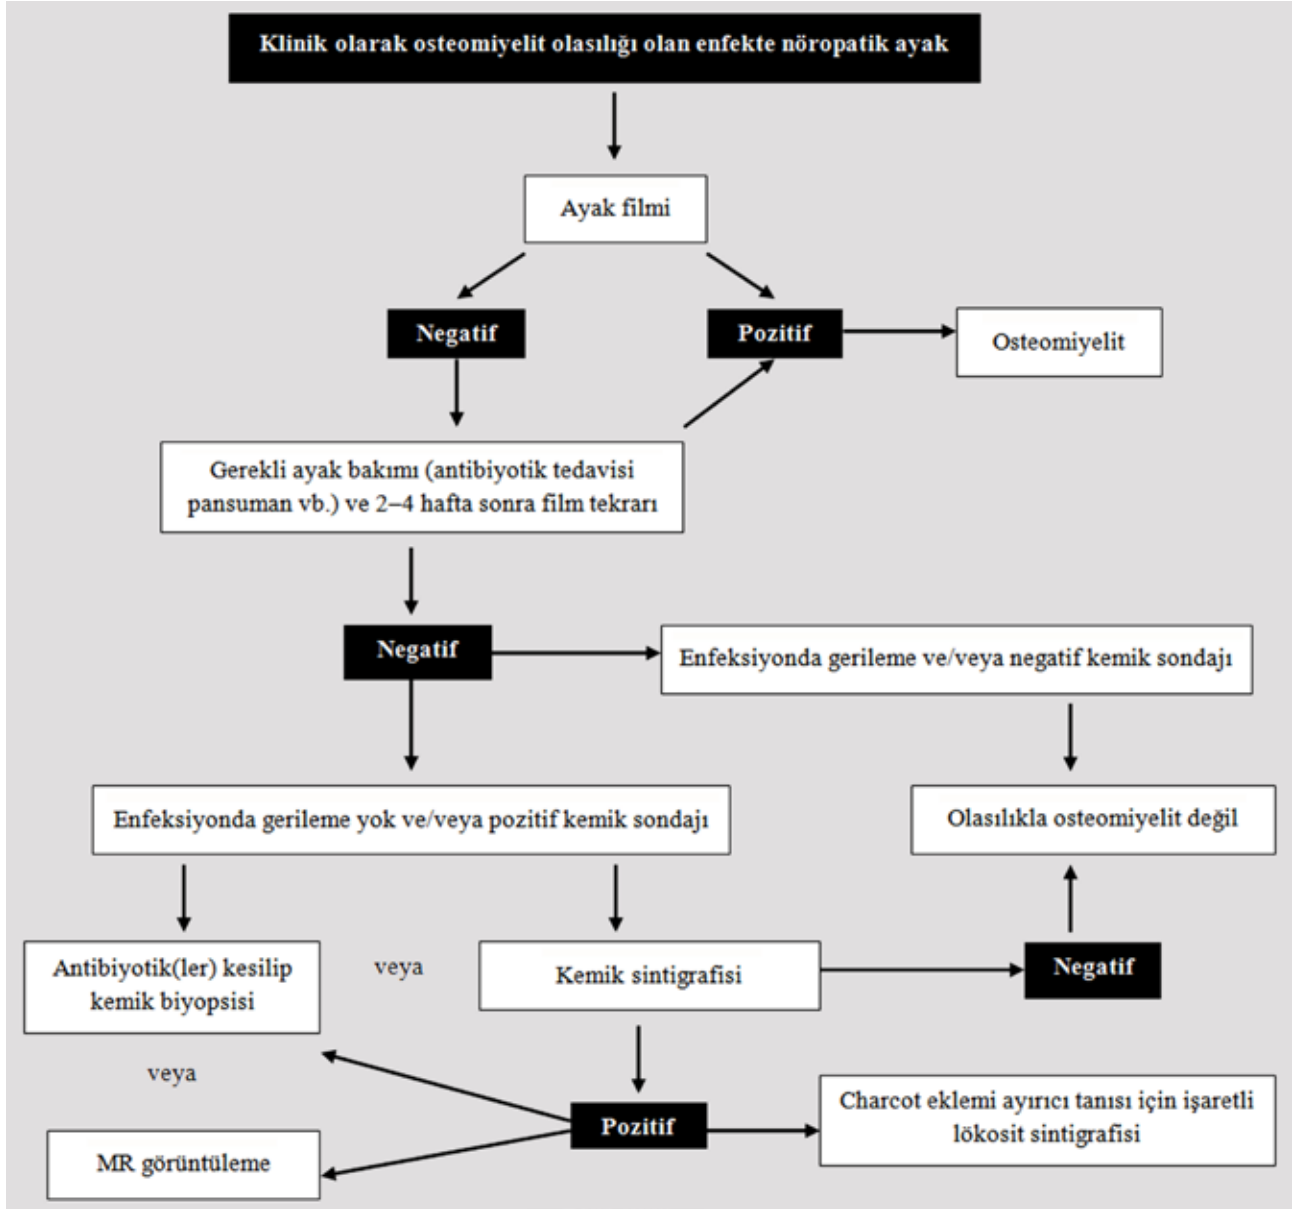 Klinik olarak osteomiyelit olasılığı olan enfekte nöropatik ayak
Ayak filmi
Negatif
Pozitif
Osteomiyelit
Gerekli ayak bakımı (antibiyotik tedavisi
pansuman vb.) ve 2–4 hafta sonra film tekrarı
Negatif
Enfeksiyonda gerileme ve/veya negatif kemik sondajı
Enfeksiyonda gerileme yok ve/veya pozitif kemik sondajı
Olasılıkla osteomiyelit değil
Antibiyotik(ler) kesilip
kemik biyopsisi
veya
Kemik sintigrafisi
Negatif
veya
Pozitif
Charcot eklemi ayırıcı tanısı için işaretli
lökosit sintigrafisi
MR görüntüleme